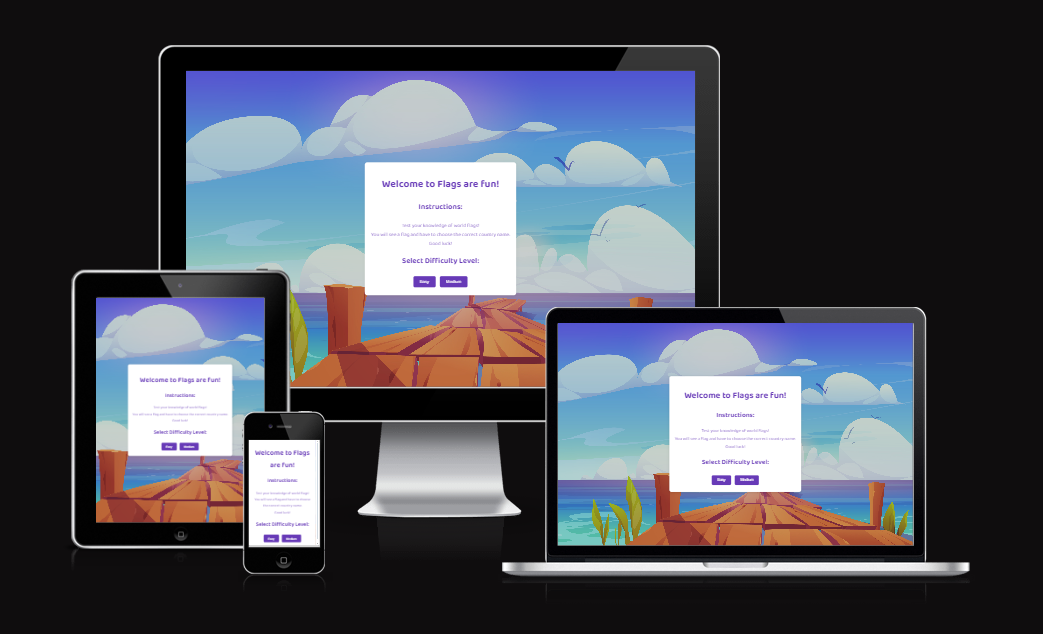 Welcome to Flags are fun!
Instructions:
Test your knowledge of world flags!
You will see a flag and have to choose the correct country name.
Good luck!
Select Difficulty Level:
Easy Medium
Welcome to Flags are fun!
Instructions:
Test your knowledge of world flags!
You will see a flag and have to choose the correct country name.
Good luck!
Select Difficulty Level:
Easy Medium
Welcome to Flags
are fun!
Instructions:
Test your knowledge of world flags!
You will see a flag and have to choose
the correct country name.
Good luck!
Select Difficulty Level:
Easy Medium
Welcome to Flags are fun!
Instructions:
Test your knowledge of world flags!
You will see a flag and have to choose the correct country name.
Good luck!
Select Difficulty Level:
Easy Medium